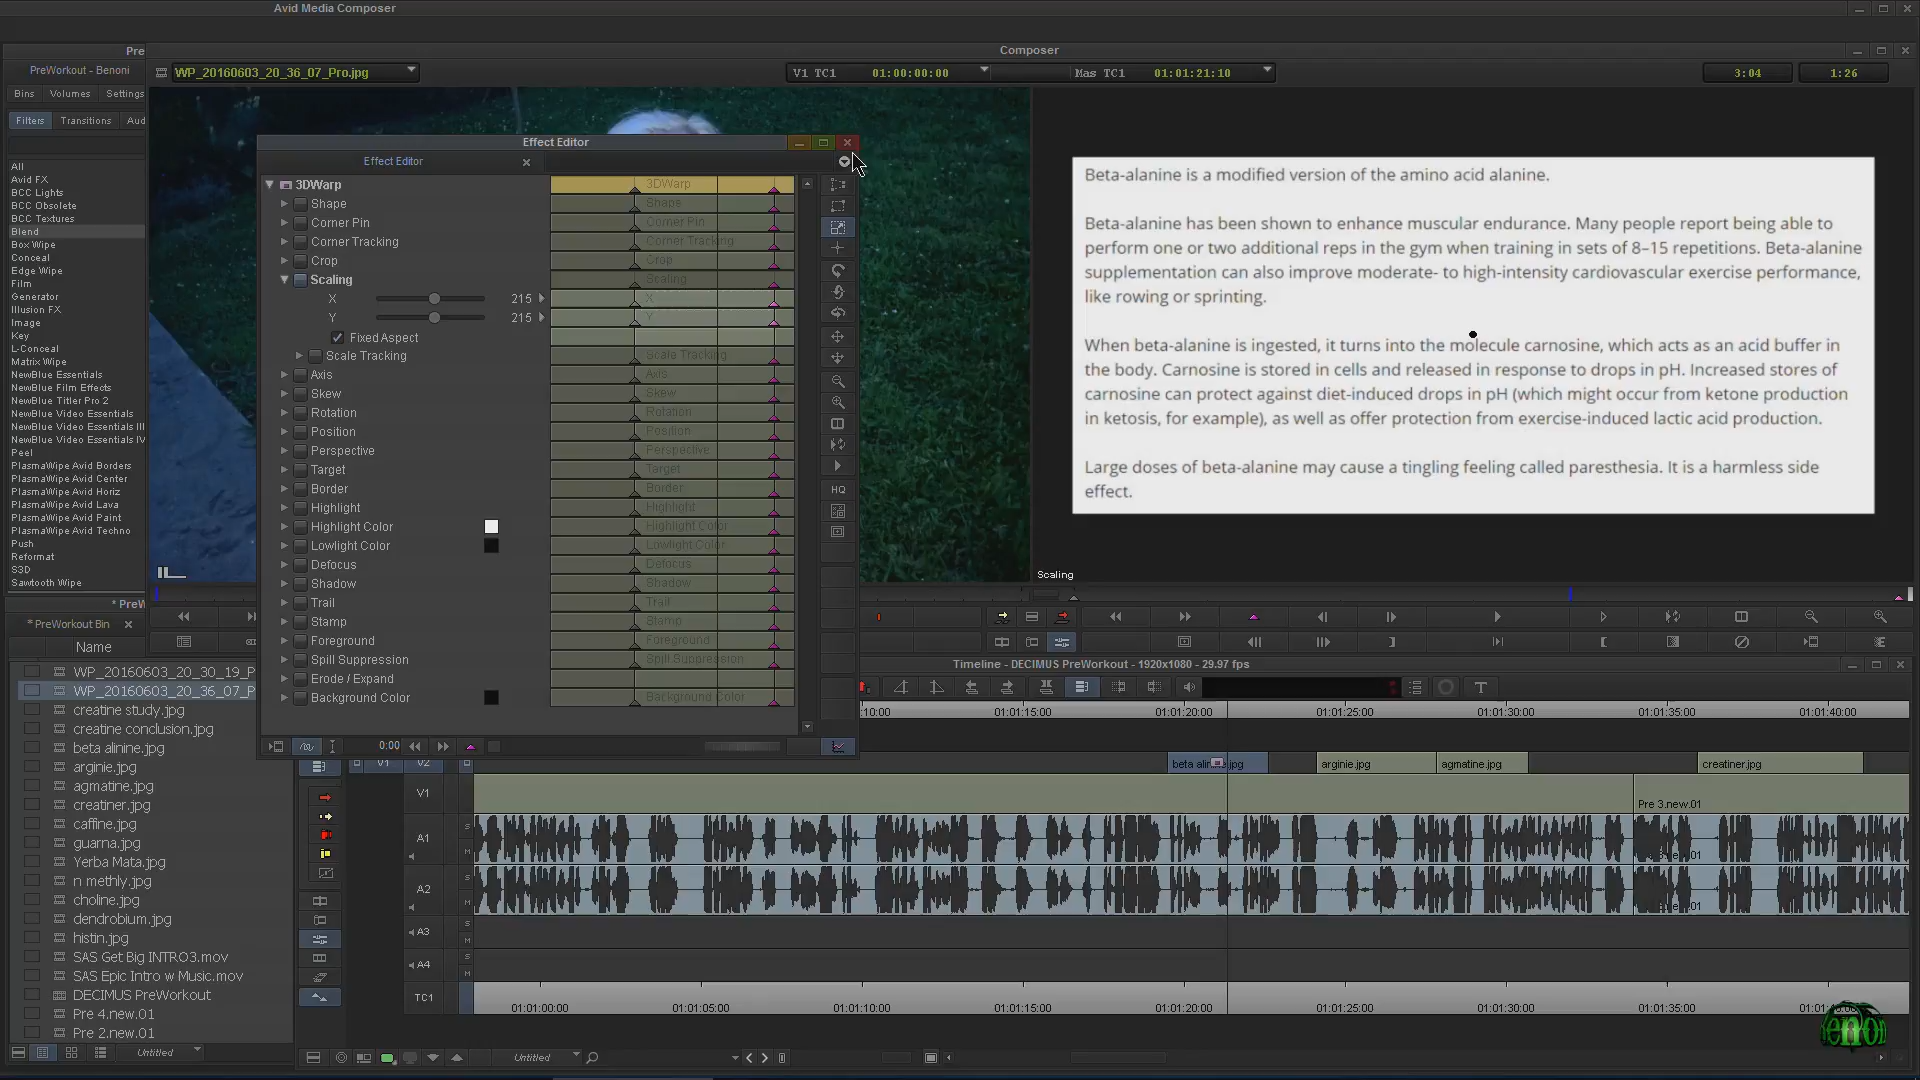 Avid Media Composer
Pre
Composer
PreWorkout - Benoni
WP_20160603_20_36_07_Pro.jpg
V1 TC1
01:00:00:00
Mas TC1
01:01:21:10
3:04
1:26
Bins
Volumes
Settings
Filters
Transitions
Aud
All
Avid FX
BCC Lights
BCC Obsolete
BCC Textures
Blend
Box Wipe
Conceal
Edge Wipe
Film
Generator
Illusion FX
Image
Key
L-Conceal
Matrix Wipe
NewBlue Essentials
NewBlue Film Effects
NewBlue Titler Pro 2
NewBlue Video Essentials
NewBlue Video Essentials III
NewBlue Video Essentials IV
Peel
PlasmaWipe Avid Borders
PlasmaWipe Avid Center
PlasmaWipe Avid Horiz
PlasmaWipe Avid Lava
PlasmaWipe Avid Paint
PlasmaWipe Avid Techno
Push
Reformat
S3D
Sawtooth Wipe
Effect Editor
Effect Editor
3DWarp
Shape
Corner Pin
Corner Tracking
Crop
Scaling
X
215
Y
215
Fixed Aspect
Scale Tracking
Axis
Skew
Rotation
Position
Perspective
Target
Border
Highlight
Highlight Color
Lowlight Color
Defocus
Shadow
Trail
Stamp
Foreground
Spill Suppression
Erode / Expand
Background Color
3DWarp
Shape
Corner Pin
Corner Tracking
Crop
Scaling
X
Y
Scale Tracking
Axis
Skew
Rotation
Position
Perspective
Target
Border
Highlight
Highlight Color
Lowlight Color
Defocus
Shadow
Trail
Stamp
Foreground
Spill Suppression
Background Color
HQ
0:00
Beta-alanine is a modified version of the amino acid alanine.
Beta-alanine has been shown to enhance muscular endurance. Many people report being able to
perform one or two additional reps in the gym when training in sets of 8–15 repetitions. Beta-alanine
supplementation can also improve moderate- to high-intensity cardiovascular exercise performance,
like rowing or sprinting.
When beta-alanine is ingested, it turns into the molecule carnosine, which acts as an acid buffer in
the body. Carnosine is stored in cells and released in response to drops in pH. Increased stores of
carnosine can protect against diet-induced drops in pH (which might occur from ketone production
in ketosis, for example), as well as offer protection from exercise-induced lactic acid production.
Large doses of beta-alanine may cause a tingling feeling called paresthesia. It is a harmless side
effect.
Scaling
* PreW
* PreWorkout Bin
Name
WP_20160603_20_30_19_P
WP_20160603_20_36_07_P
creatine study.jpg
creatine conclusion.jpg
beta alinine.jpg
arginie.jpg
agmatine.jpg
creatiner.jpg
caffine.jpg
guarna.jpg
Yerba Mata.jpg
n methly.jpg
choline.jpg
dendrobium.jpg
histin.jpg
SAS Get Big INTRO3.mov
SAS Epic Intro w Music.mov
DECIMUS PreWorkout
Pre 4.new.01
Pre 2.new.01
Untitled
Timeline - DECIMUS PreWorkout - 1920x1080 - 29.97 fps
T
:10:00
01:01:15:00
01:01:20:00
01:01:25:00
01:01:30:00
01:01:35:00
01:01:40:00
V1
V2
arginie.jpg
agmatine.jpg
creatiner.jpg
V1
Pre 3.new.01
A1
S
M
A2
S
M
A3
S
M
A4
S
M
TC1
01:01:00:00
01:01:05:00
01:01:10:00
01:01:15:00
01:01:20:00
01:01:25:00
01:01:30:00
01:01:35:00
Untitled